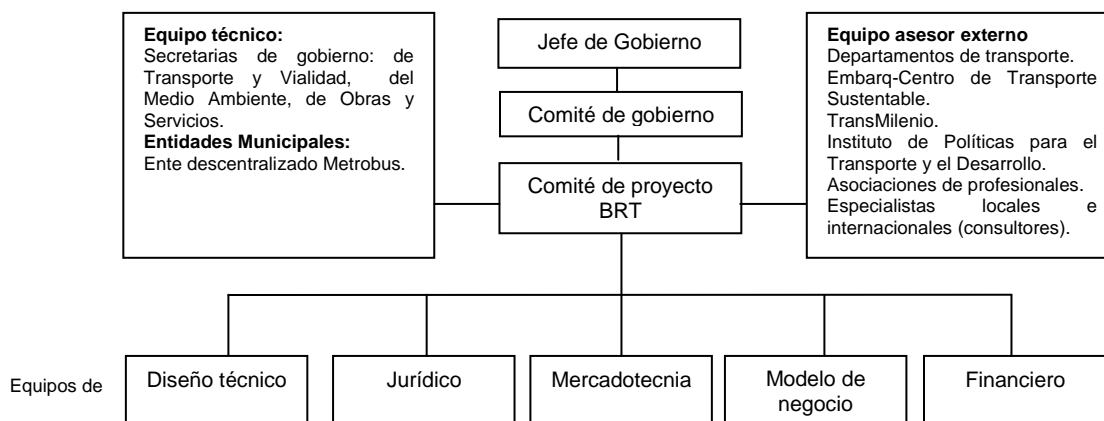 Equipo técnico:
Secretarias de gobierno: de
Transporte y Vialidad, del
Medio Ambiente, de Obras y
Servicios.
Entidades Municipales:
Ente descentralizado Metrobus.
Jefe de Gobierno
Comité de gobierno
Comité de proyecto
BRT
Equipo asesor externo
Departamentos de transporte.
Embarq-Centro de Transporte
Sustentable.
TransMilenio.
Instituto de Políticas para el
Transporte y el Desarrollo.
Asociaciones de profesionales.
Especialistas locales e
internacionales (consultores).
Equipos de
Diseño técnico
Jurídico
Mercadotecnia
Modelo de
negocio
Financiero